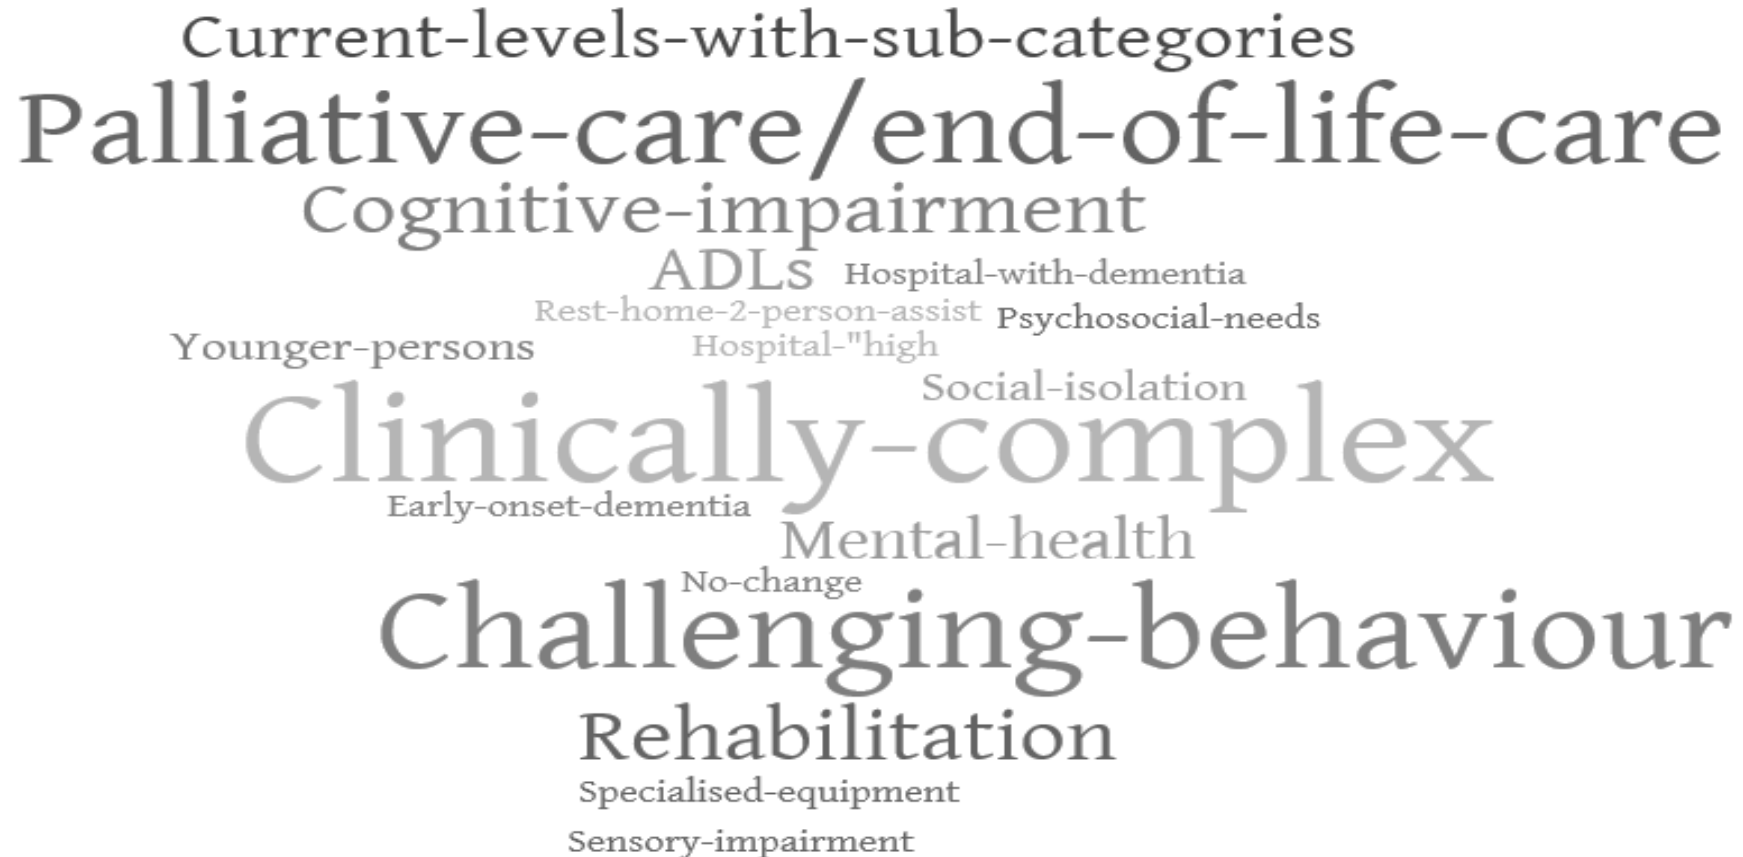 Current-levels-with-sub-categories
Palliative-care/end-of-life-care
Cognitive-impairment
ADLs Hospital-with-dementia
Rest-home-2-person-assist Psychosocial-needs
Younger-persons Hospital-"high
Social-isolation
Clinically-complex
Early-onset-dementia
Mental-health
No-change
Challenging-behaviour
Rehabilitation
Specialised-equipment
Sensory-impairment